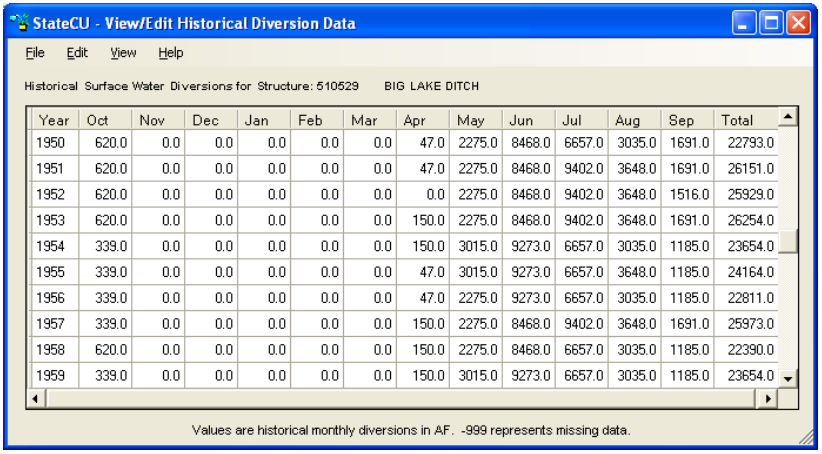 StateCU - View/Edit Historical Diversion Data
File Edit View Help
Historical Surface Water Diversions for Structure: 510529 BIG LAKE DITCH
Year Oct Nov Dec Jan Feb Mar Apr May Jun Jul Aug Sep Total
1950 620.0 0.0 0.0 0.0 0.0 0.0 47.0 2275.0 8468.0 6657.0 3035.0 1691.0 22793.0
1951 620.0 0.0 0.0 0.0 0.0 0.0 47.0 2275.0 8468.0 9402.0 3648.0 1691.0 26151.0
1952 620.0 0.0 0.0 0.0 0.0 0.0 0.0 2275.0 8468.0 9402.0 3648.0 1516.0 25929.0
1953 620.0 0.0 0.0 0.0 0.0 0.0 150.0 2275.0 8468.0 9402.0 3648.0 1691.0 26254.0
1954 339.0 0.0 0.0 0.0 0.0 0.0 150.0 3015.0 9273.0 6657.0 3035.0 1185.0 23654.0
1955 339.0 0.0 0.0 0.0 0.0 0.0 47.0 3015.0 9273.0 6657.0 3648.0 1185.0 24164.0
1956 339.0 0.0 0.0 0.0 0.0 0.0 47.0 2275.0 9273.0 6657.0 3035.0 1185.0 22811.0
1957 339.0 0.0 0.0 0.0 0.0 0.0 150.0 2275.0 8468.0 9402.0 3648.0 1691.0 25973.0
1958 620.0 0.0 0.0 0.0 0.0 0.0 150.0 2275.0 8468.0 6657.0 3035.0 1185.0 22390.0
1959 339.0 0.0 0.0 0.0 0.0 0.0 150.0 3015.0 9273.0 6657.0 3035.0 1185.0 23654.0
Values are historical monthly diversions in AF. -999 represents missing data.